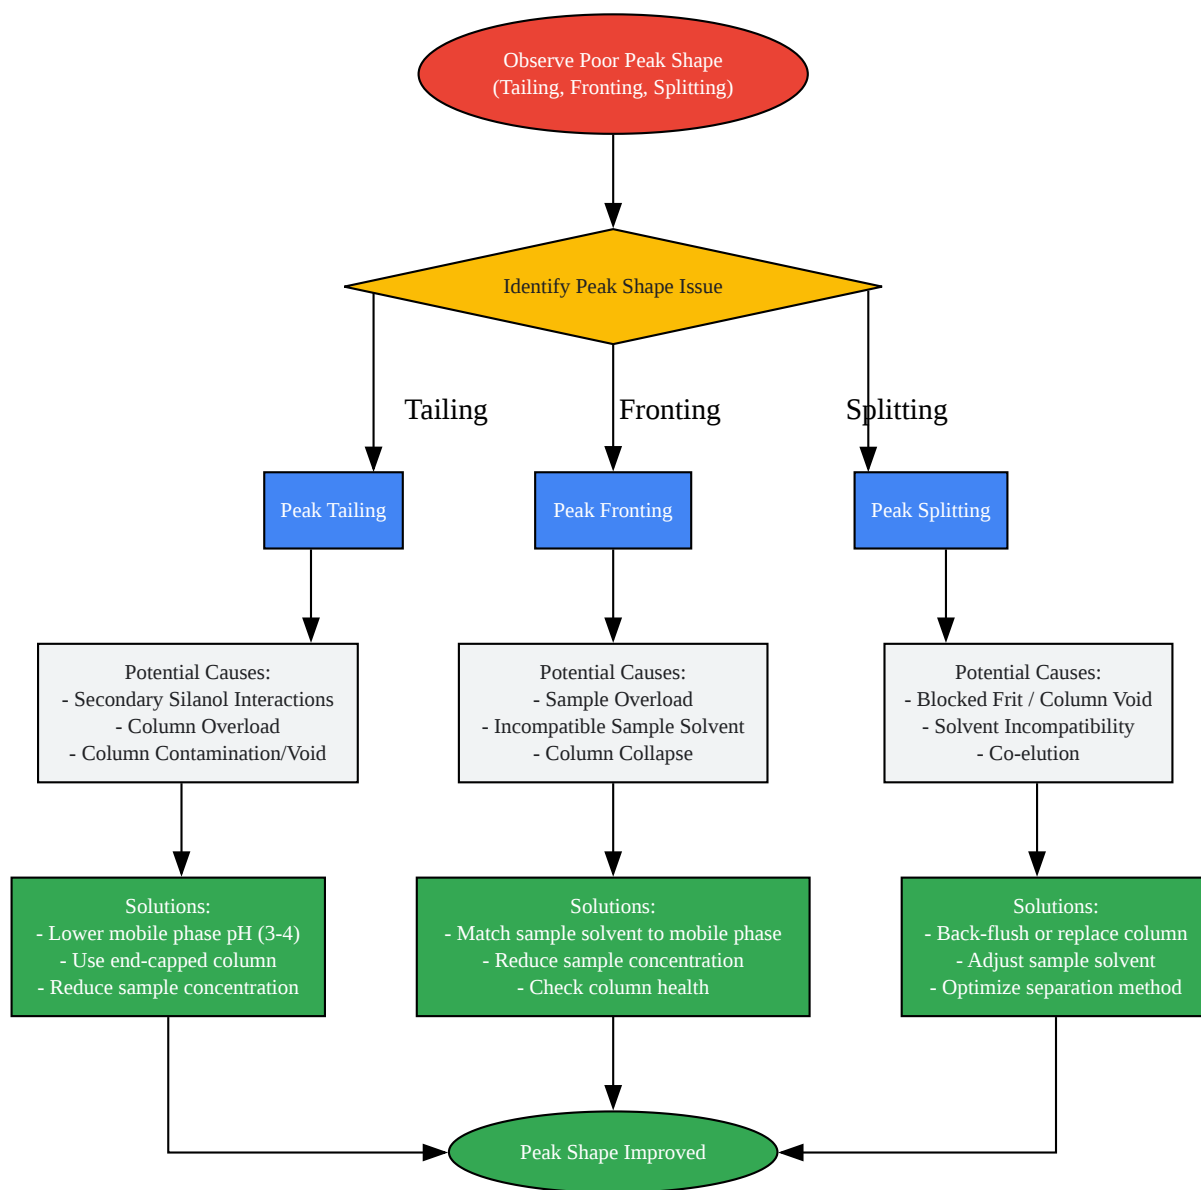 Observe Poor Peak Shape
(Tailing, Fronting, Splitting)
Identify Peak Shape Issue
Tailing
Fronting
Splitting
Peak Tailing
Peak Fronting
Peak Splitting
Potential Causes:
- Secondary Silanol Interactions
- Column Overload
- Column Contamination/Void
Potential Causes:
- Sample Overload
- Incompatible Sample Solvent
- Column Collapse
Potential Causes:
- Blocked Frit / Column Void
- Solvent Incompatibility
- Co-elution
Solutions:
- Lower mobile phase pH (3-4)
- Use end-capped column
- Reduce sample concentration
Solutions:
- Match sample solvent to mobile phase
- Reduce sample concentration
- Check column health
Solutions:
- Back-flush or replace column
- Adjust sample solvent
- Optimize separation method
Peak Shape Improved